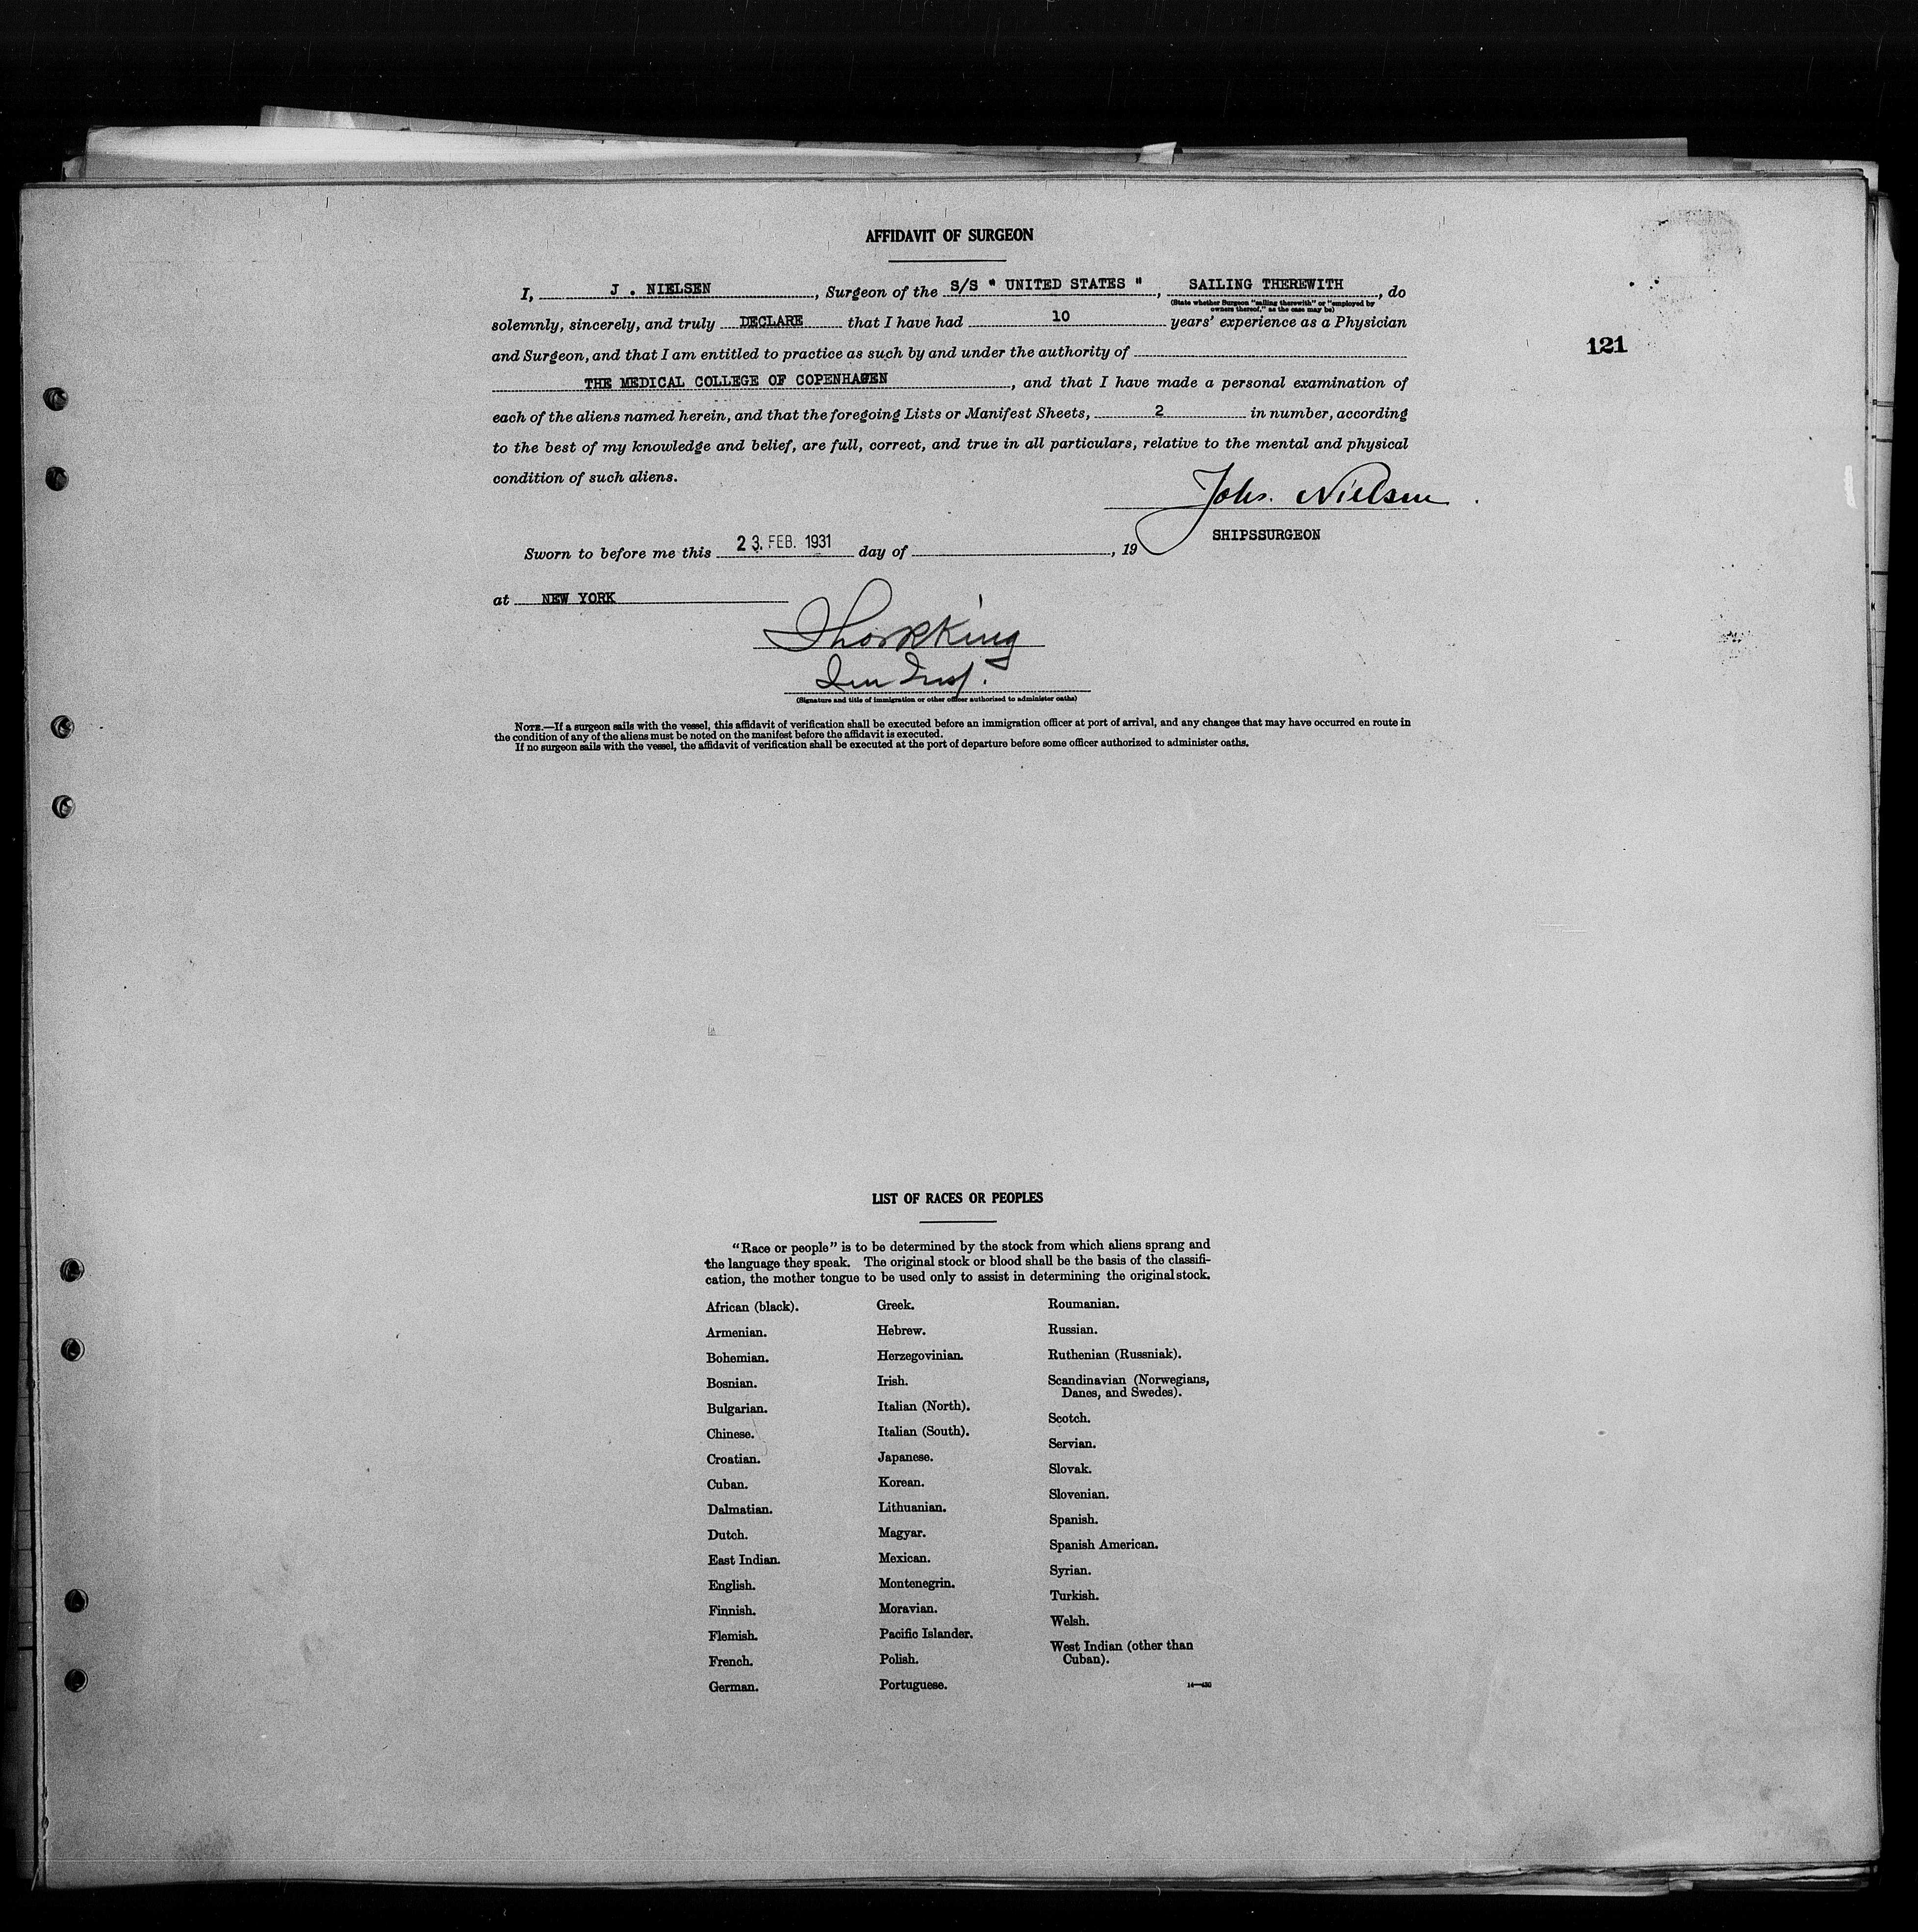 AFFIDAVIT OF SURGEON
I, J . NIELSEN, Surgeon of the S/S " UNITED STATES ", SAILING THEREWITH, do
(State whether Surgeon "sailing therewith" or "employed by
owners thereof," as the case may be)
solemnly, sincerely, and truly DECLARE that I have had 10 years' experience as a Physician
121
and Surgeon, and that I am entitled to practice as such by and under the authority of
THE MEDICAL COLLEGE OF COPENHAGEN, and that I have made a personal examination of
each of the aliens named herein, and that the foregoing Lists or Manifest Sheets, 2 in number, according
to the best of my knowledge and belief, are full, correct, and true in all particulars, relative to the mental and physical
condition of such aliens.
Johs. Nielsen
SHIPSSURGEON
Sworn to before me this 23. FEB. 1931 day of , 19
at NEW YORK
(Signature and title of immigration or other officer authorized to administer oaths)
NOTE.—If a surgeon sails with the vessel, this affidavit of verification shall be executed before an immigration officer at port of arrival, and any changes that may have occurred en route in
the condition of any of the aliens must be noted on the manifest before the affidavit is executed.
If no surgeon sails with the vessel, the affidavit of verification shall be executed at the port of departure before some officer authorized to administer oaths.
LIST OF RACES OR PEOPLES
"Race or people" is to be determined by the stock from which aliens sprang and
the language they speak. The original stock or blood shall be the basis of the classifi-
cation, the mother tongue to be used only to assist in determining the original stock.
African (black).
Armenian.
Bohemian.
Bosnian.
Bulgarian.
Chinese.
Croatian.
Cuban.
Dalmatian.
Dutch.
East Indian.
English.
Finnish.
Flemish.
French.
German.
Greek.
Hebrew.
Herzegovinian.
Irish.
Italian (North).
Italian (South).
Japanese.
Korean.
Lithuanian.
Magyar.
Mexican.
Montenegrin.
Moravian.
Pacific Islander.
Polish.
Portuguese.
Roumanian.
Russian.
Ruthenian (Russniak).
Scandinavian (Norwegians,
Danes, and Swedes).
Scotch.
Servian.
Slovak.
Slovenian.
Spanish.
Spanish American.
Syrian.
Turkish.
Welsh.
West Indian (other than
Cuban).